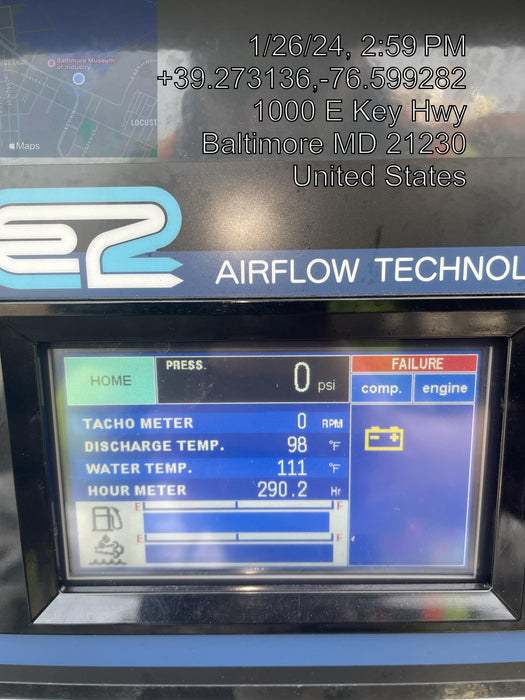 Baltimore Museum
of Industry
LOCUST
Maps
1/26/24, 2:59 PM
+39.273136,-76.599282
1000 E Key Hwy
Baltimore MD 21230
United States
e2
AIRFLOW TECHNOL
HOME
PRESS.
0 psi
FAILURE
comp. engine
TACHO METER 0 RPM
DISCHARGE TEMP. 98 °F
WATER TEMP. 111 °F
HOUR METER 290.2 Hr
E F
E F